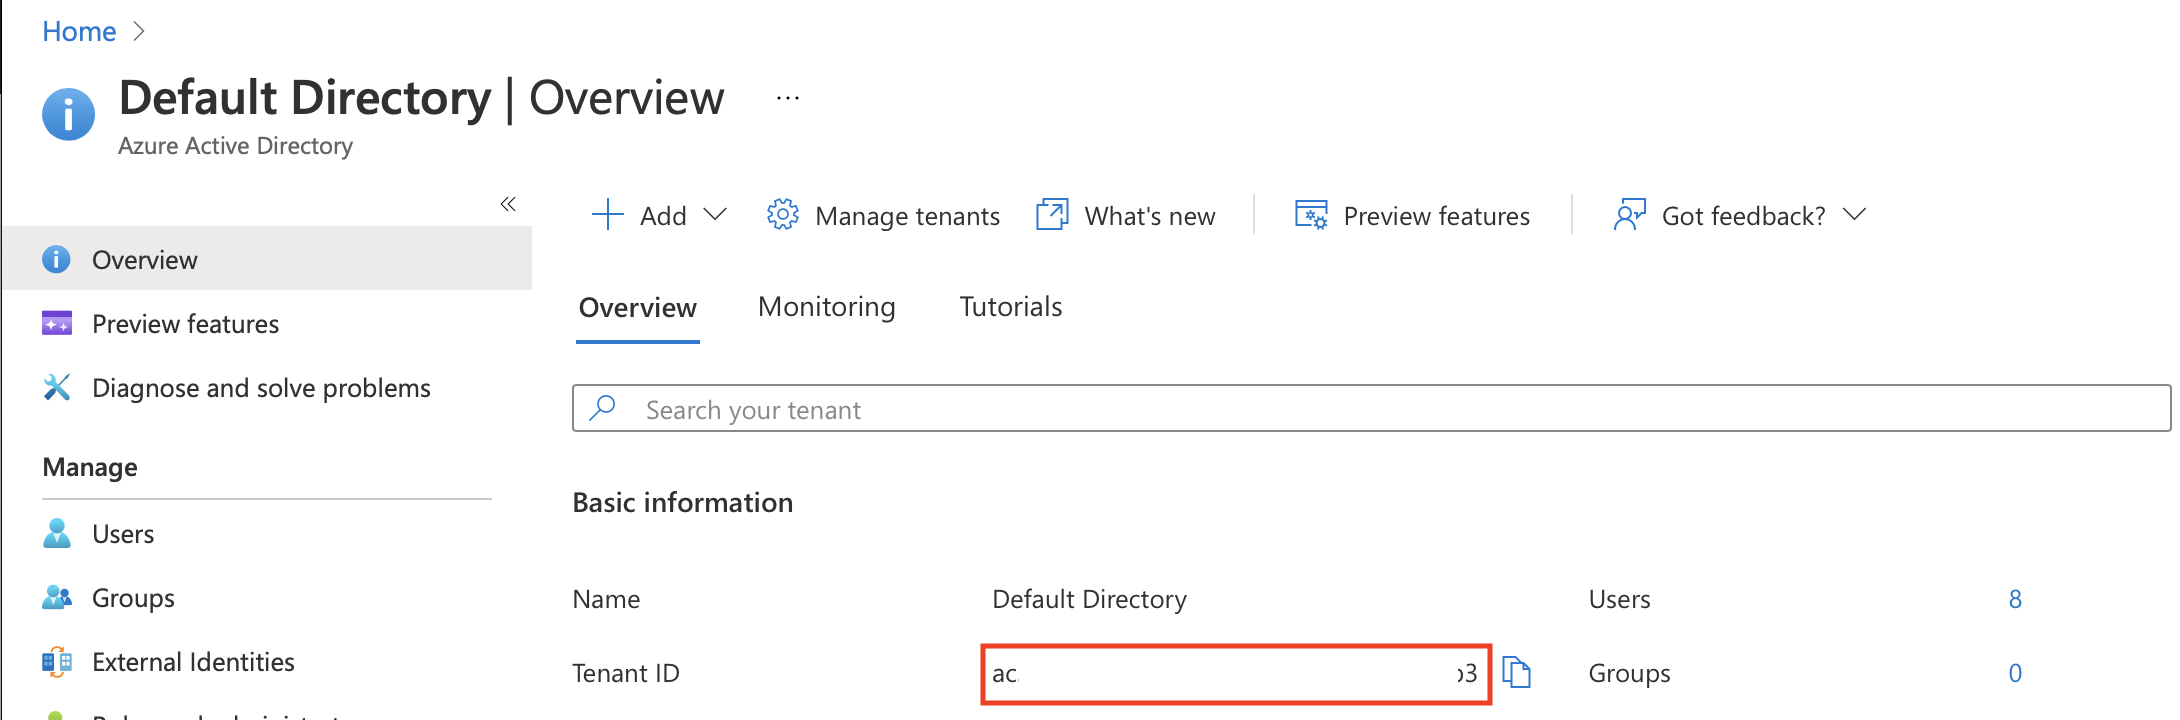 Home
Default Directory | Overview ...
Azure Active Directory
«
Add
Manage tenants
What's new
Preview features
Got feedback?
Overview
Preview features
Diagnose and solve problems
Manage
Users
Groups
External Identities
Overview
Monitoring
Tutorials
Search your tenant
Basic information
Name
Default Directory
Users
8
Tenant ID
ac
3
Groups
0